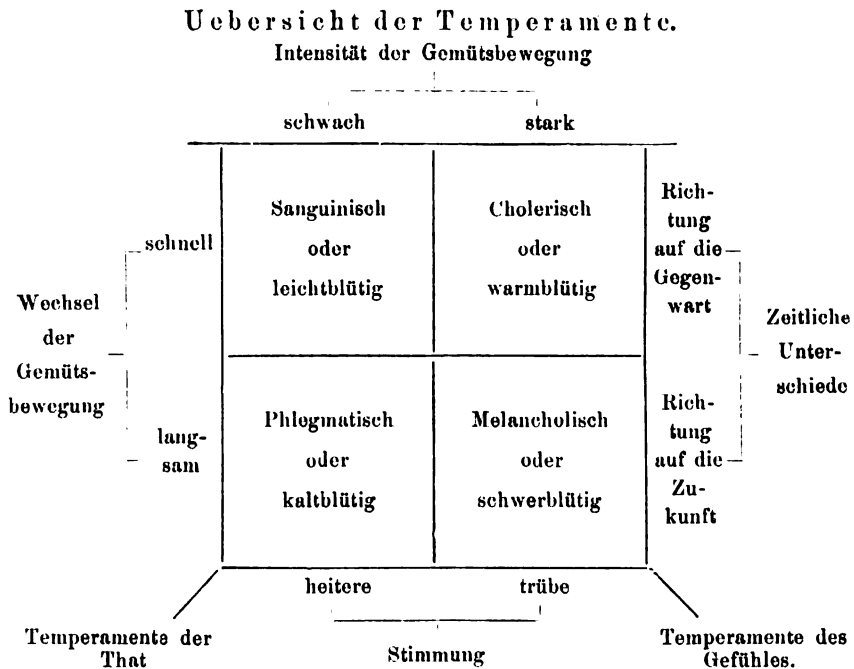 Uebersicht der Temperamente.
Intensität der Gemütsbewegung
schwach stark
Sanguinisch
oder
leichtblütig
Cholerisch
oder
warmblütig
Rich-
tung
auf die
Gegen-
wart
schnell
Wechsel
der
Gemüts-
bewegung
Zeitliche
Unter-
schiede
lang-
sam
Phlegmatisch
oder
kaltblütig
Melancholisch
oder
schwerblütig
Rich-
tung
auf die
Zu-
kunft
heitere trübe
Stimmung
Temperamente der
That
Temperamente des
Gefühles.